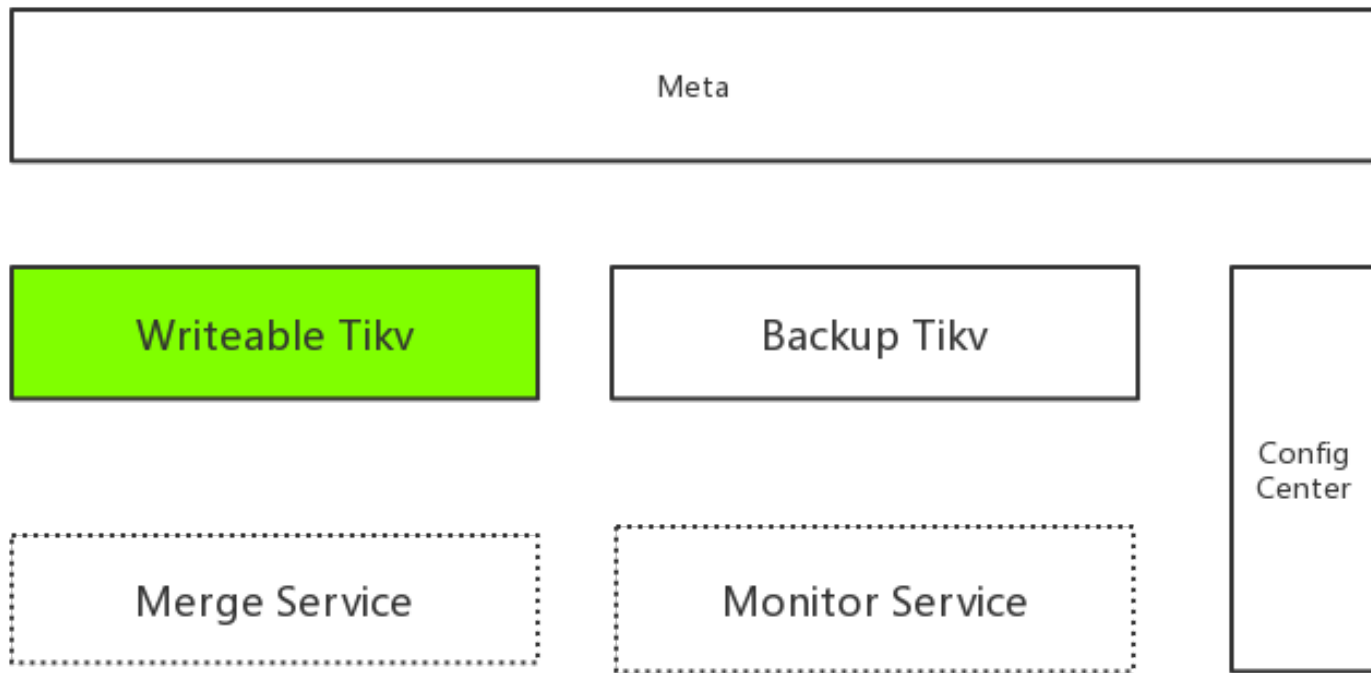 Meta
Writeable Tikv
Backup Tikv
Config
Center
Merge Service
Monitor Service